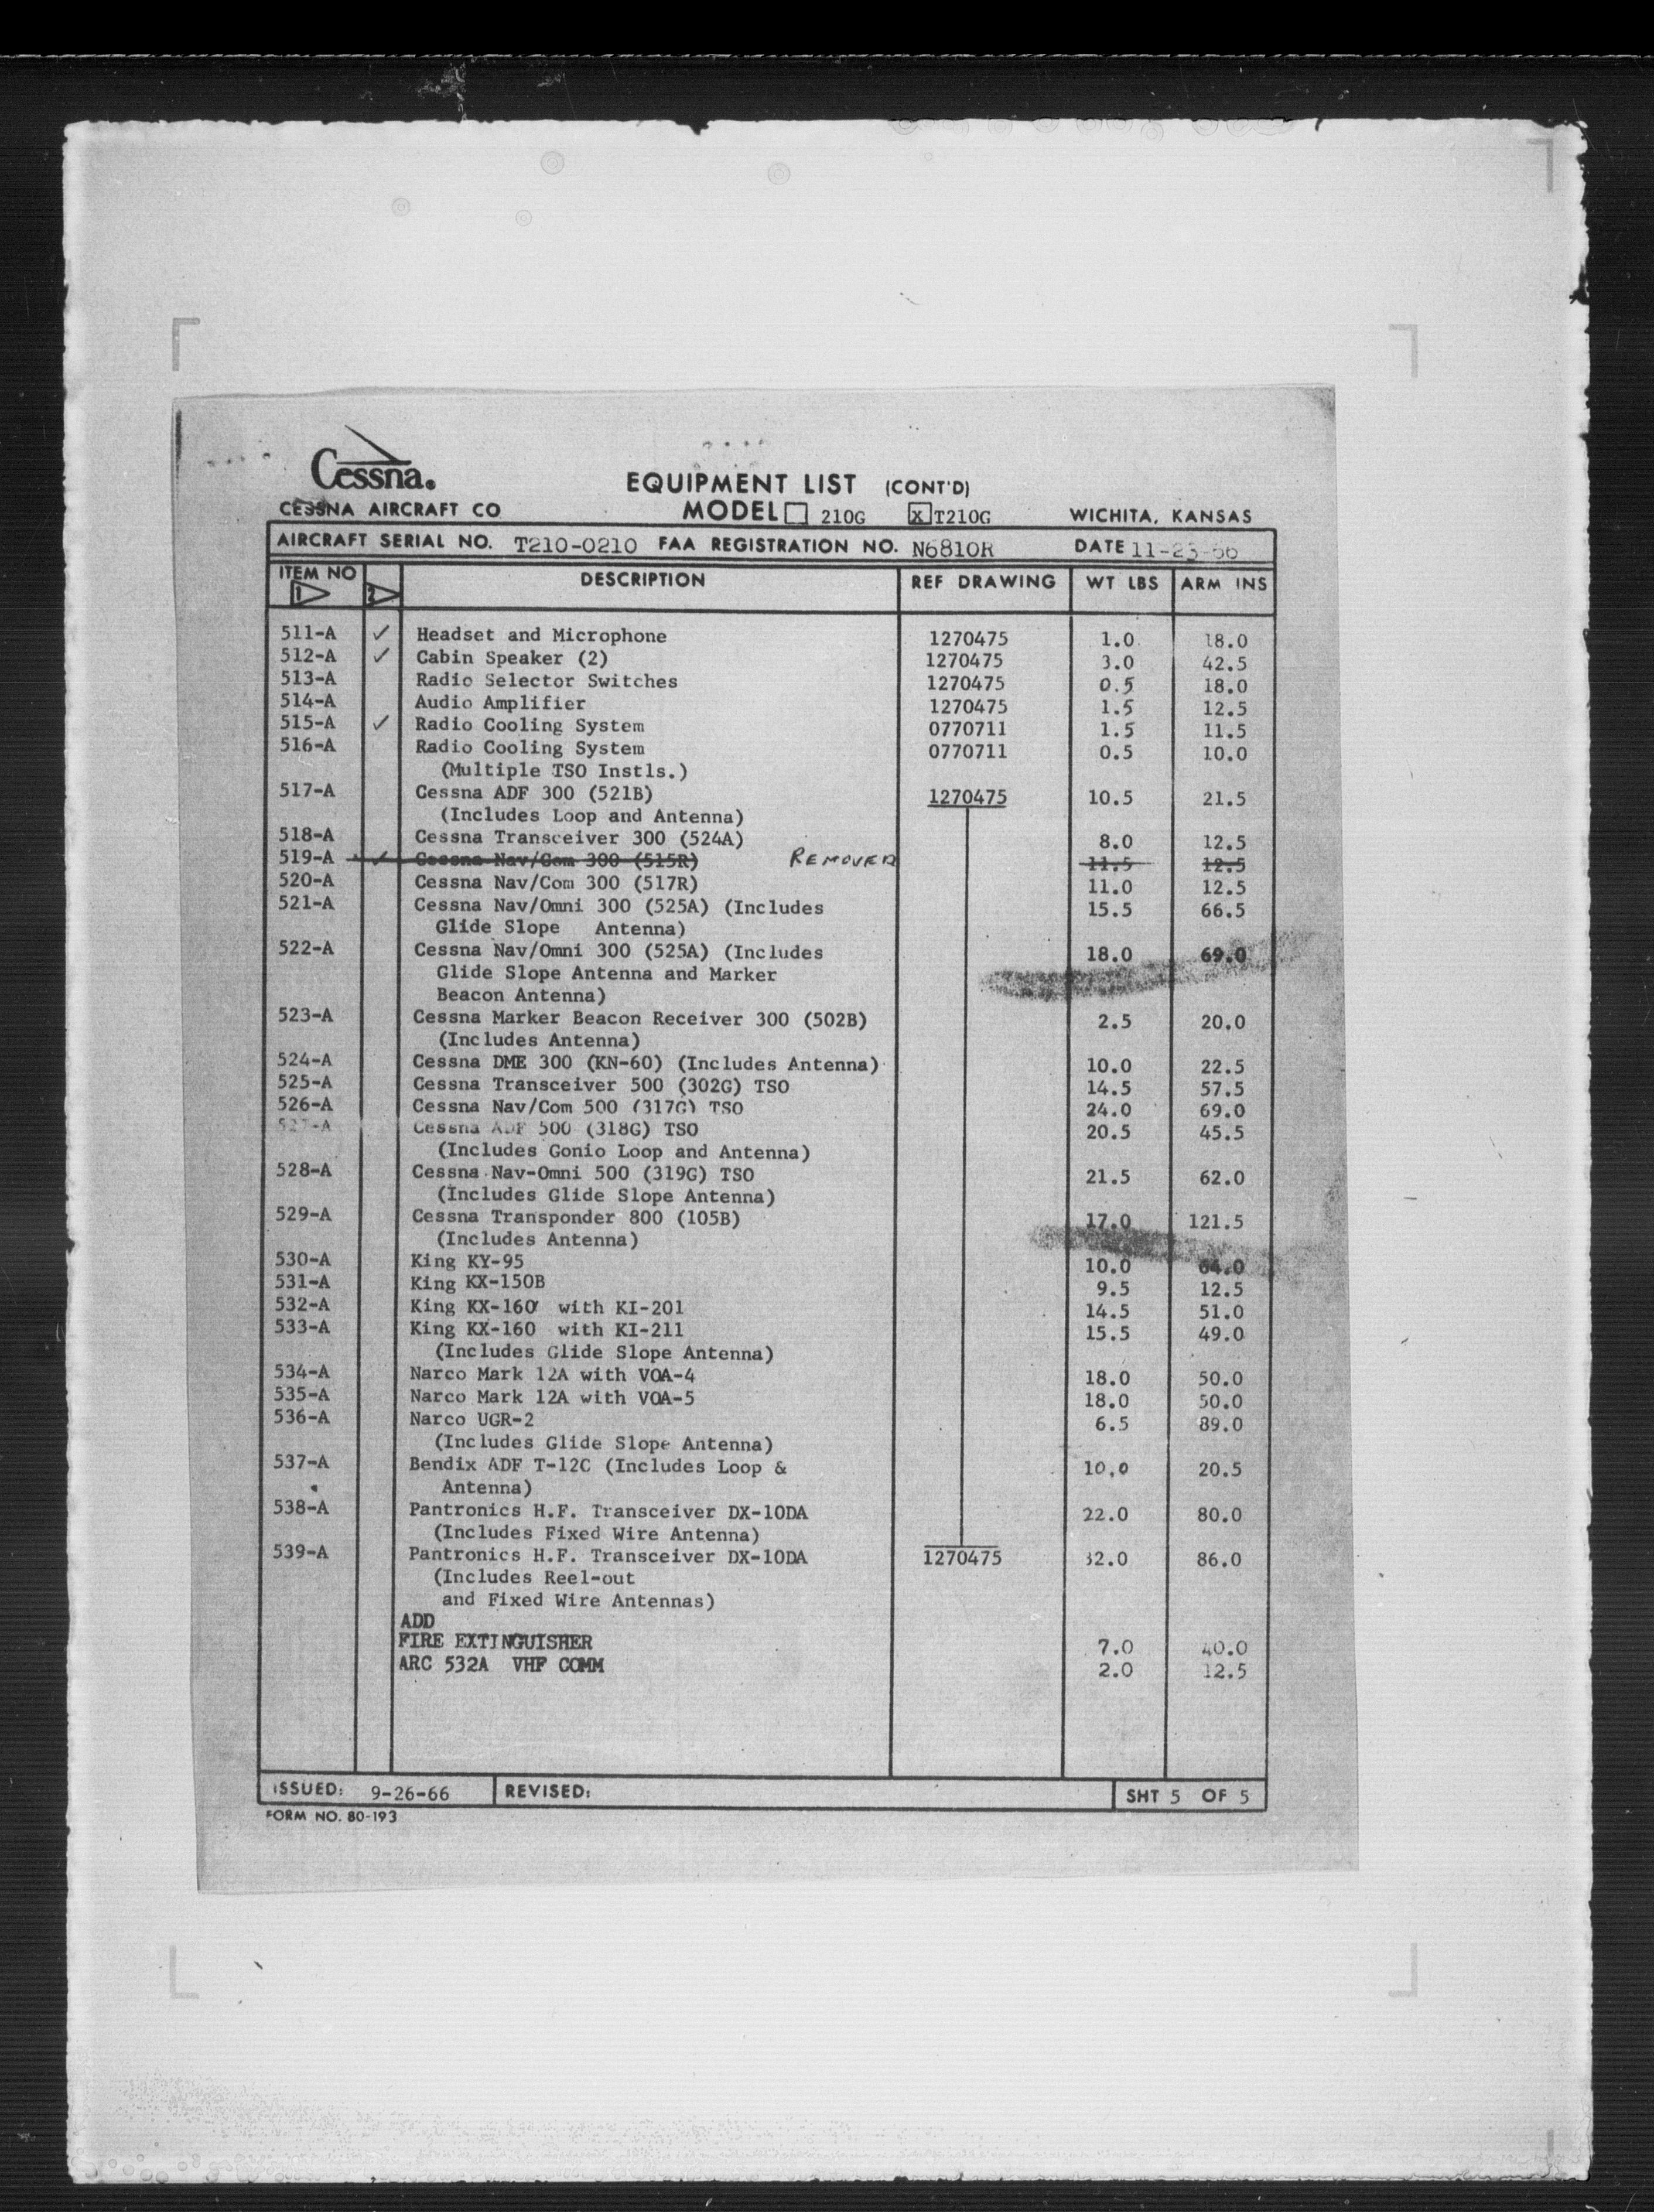 Cessna.
EQUIPMENT LIST (CONT'D)
CESSNA AIRCRAFT CO MODEL 210G X T210G WICHITA, KANSAS
AIRCRAFT SERIAL NO. T210-0210 FAA REGISTRATION NO. N6810R DATE 11-23-66
ITEM NO 1 2 DESCRIPTION REF DRAWING WT LBS ARM INS
511-A ✓ Headset and Microphone 1270475 1.0 18.0
512-A ✓ Cabin Speaker (2) 1270475 3.0 42.5
513-A Radio Selector Switches 1270475 0.5 18.0
514-A Audio Amplifier 1270475 1.5 12.5
515-A ✓ Radio Cooling System 0770711 1.5 11.5
516-A Radio Cooling System 0770711 0.5 10.0
(Multiple TSO Instls.)
517-A Cessna ADF 300 (521B) 1270475 10.5 21.5
(Includes Loop and Antenna)
518-A Cessna Transceiver 300 (524A) 8.0 12.5
519-A ✓ Cessna Nav/Com 300 (515R) REMOVED 11.5 12.5
520-A Cessna Nav/Com 300 (517R) 11.0 12.5
521-A Cessna Nav/Omni 300 (525A) (Includes 15.5 66.5
Glide Slope Antenna)
522-A Cessna Nav/Omni 300 (525A) (Includes 18.0 69.0
Glide Slope Antenna and Marker
Beacon Antenna)
523-A Cessna Marker Beacon Receiver 300 (502B) 2.5 20.0
(Includes Antenna)
524-A Cessna DME 300 (KN-60) (Includes Antenna) 10.0 22.5
525-A Cessna Transceiver 500 (302G) TSO 14.5 57.5
526-A Cessna Nav/Com 500 (317G) TSO 24.0 69.0
527-A Cessna ADF 500 (318G) TSO 20.5 45.5
(Includes Gonio Loop and Antenna)
528-A Cessna Nav-Omni 500 (319G) TSO 21.5 62.0
(Includes Glide Slope Antenna)
529-A Cessna Transponder 800 (105B) 17.0 121.5
(Includes Antenna)
530-A King KY-95 10.0 64.0
531-A King KX-150B 9.5 12.5
532-A King KX-160 with KI-201 14.5 51.0
533-A King KX-160 with KI-211 15.5 49.0
(Includes Glide Slope Antenna)
534-A Narco Mark 12A with VOA-4 18.0 50.0
535-A Narco Mark 12A with VOA-5 18.0 50.0
536-A Narco UGR-2 6.5 89.0
(Includes Glide Slope Antenna)
537-A Bendix ADF T-12C (Includes Loop & 10.0 20.5
Antenna)
538-A Pantronics H.F. Transceiver DX-10DA 22.0 80.0
(Includes Fixed Wire Antenna)
539-A Pantronics H.F. Transceiver DX-10DA 1270475 32.0 86.0
(Includes Reel-out
and Fixed Wire Antennas)
ADD
FIRE EXTINGUISHER 7.0 40.0
ARC 532A VHF COMM 2.0 12.5
ISSUED: 9-26-66 REVISED: SHT 5 OF 5
FORM NO. 80-193